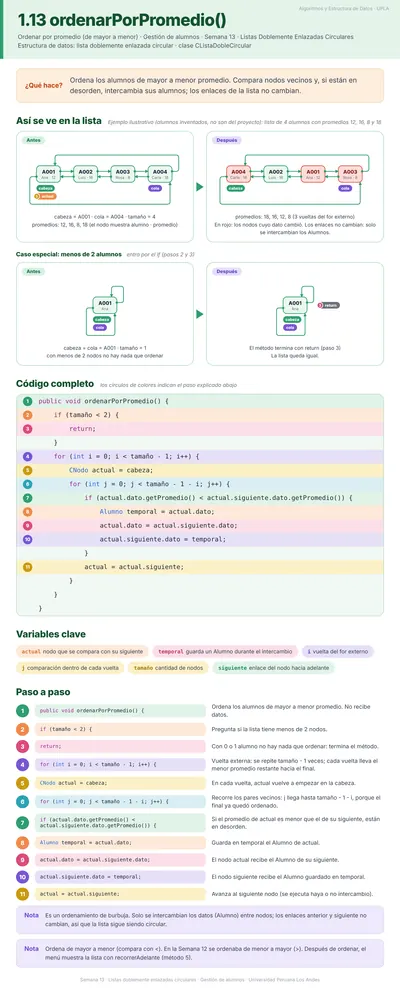 Algoritmos y Estructura de Datos · UPLA
1.13 ordenarPorPromedio()
Ordenar por promedio (de mayor a menor) · Gestión de alumnos · Semana 13 · Listas Doblemente Enlazadas Circulares
Estructura de datos: lista doblemente enlazada circular · clase CListaDobleCircular
¿Qué hace?
Ordena los alumnos de mayor a menor promedio. Compara nodos vecinos y, si están en
desorden, intercambia sus alumnos; los enlaces de la lista no cambian.
Así se ve en la lista
Ejemplo ilustrativo (alumnos inventados, no son del proyecto): lista de 4 alumnos con promedios 12, 16, 8 y 18
Antes
A001
Ana · 12
A002
Luis · 16
A003
Rosa · 8
A004
Carla · 18
cabeza
cola
actual
cabeza = A001 · cola = A004 · tamaño = 4
promedios: 12, 16, 8, 18 (el nodo muestra alumno · promedio)
Después
A004
Carla · 18
A002
Luis · 16
A001
Ana · 12
A003
Rosa · 8
cabeza
cola
promedios: 18, 16, 12, 8 (3 vueltas del for externo)
En rojo: los nodos cuyo dato cambió. Los enlaces no cambian: solo
se intercambian los Alumnos.
Caso especial: menos de 2 alumnos
entra por el if (pasos 2 y 3)
Antes
A001
Ana
cabeza
cola
cabeza = cola = A001 · tamaño = 1
con menos de 2 nodos no hay nada que ordenar
Después
A001
Ana
cabeza
cola
3 return
El método termina con return (paso 3).
La lista queda igual.
Código completo
los círculos de colores indican el paso explicado abajo
1 public void ordenarPorPromedio() {
2 if (tamaño < 2) {
3 return;
}
4 for (int i = 0; i < tamaño - 1; i++) {
5 CNodo actual = cabeza;
6 for (int j = 0; j < tamaño - 1 - i; j++) {
7 if (actual.dato.getPromedio() < actual.siguiente.dato.getPromedio()) {
8 Alumno temporal = actual.dato;
9 actual.dato = actual.siguiente.dato;
10 actual.siguiente.dato = temporal;
}
11 actual = actual.siguiente;
}
}
}
Variables clave
actual nodo que se compara con su siguiente
temporal guarda un Alumno durante el intercambio
i vuelta del for externo
j comparación dentro de cada vuelta
tamaño cantidad de nodos
siguiente enlace del nodo hacia adelante
Paso a paso
1 public void ordenarPorPromedio() {
Ordena los alumnos de mayor a menor promedio. No recibe
datos.
2 if (tamaño < 2) {
Pregunta si la lista tiene menos de 2 nodos.
3 return;
Con 0 o 1 alumno no hay nada que ordenar: termina el método.
4 for (int i = 0; i < tamaño - 1; i++) {
Vuelta externa: se repite tamaño - 1 veces; cada vuelta lleva el
menor promedio restante hacia el final.
5 CNodo actual = cabeza;
En cada vuelta, actual vuelve a empezar en la cabeza.
6 for (int j = 0; j < tamaño - 1 - i; j++) {
Recorre los pares vecinos: j llega hasta tamaño - 1 - i, porque el
final ya quedó ordenado.
7 if (actual.dato.getPromedio() <
actual.siguiente.dato.getPromedio()) {
Si el promedio de actual es menor que el de su siguiente, están
en desorden.
8 Alumno temporal = actual.dato;
Guarda en temporal el Alumno de actual.
9 actual.dato = actual.siguiente.dato;
El nodo actual recibe el Alumno de su siguiente.
10 actual.siguiente.dato = temporal;
El nodo siguiente recibe el Alumno guardado en temporal.
11 actual = actual.siguiente;
Avanza al siguiente nodo (se ejecuta haya o no intercambio).
Nota
Es un ordenamiento de burbuja. Solo se intercambian los datos (Alumno) entre nodos; los enlaces anterior y siguiente no
cambian, así que la lista sigue siendo circular.
Nota
Ordena de mayor a menor (compara con <). En la Semana 12 se ordenaba de menor a mayor (>). Después de ordenar, el
menú muestra la lista con recorrerAdelante (método 5).
Semana 13 · Listas doblemente enlazadas circulares · Gestión de alumnos · Universidad Peruana Los Andes